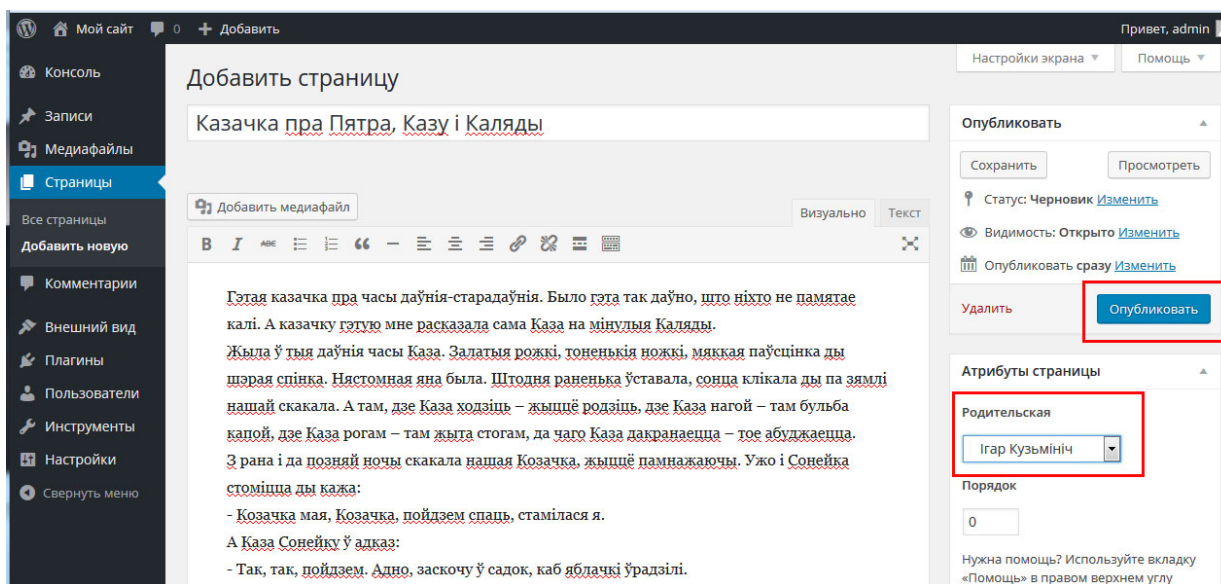 Мой сайт 0 Добавить Привет, admin
Настройки экрана Помощь
Консоль
Записи
Медиафайлы
Страницы
Все страницы
Добавить новую
Комментарии
Внешний вид
Плагины
Пользователи
Инструменты
Настройки
Свернуть меню
Добавить страницу
Казачка пра Пятра, Казу і Каляды
Добавить медиафайл
Визуально Текст
B I ABC
Гэтая казачка пра часы даўнія-старадаўнія. Было гэта так даўно, што ніхто не памятае
калі. А казачку гэтую мне расказала сама Каза на мінулыя Каляды.
Жыла ў тыя даўнія часы Каза. Залатыя рожкі, тоненькія ножкі, мяккая паўсцінка ды
шэрая спінка. Нястомная яна была. Штодня раненька ўставала, сонца клікала ды па зямлі
нашай скакала. А там, дзе Каза ходзіць – жыццё родзіць, дзе Каза нагой – там бульба
капой, дзе Каза рогам – там жыта стогам, да чаго Каза дакранаецца – тое абуджаецца.
З рана і да позняй ночы скакала нашая Козачка, жыццё памнажаючы. Ужо і Сонейка
стоміцца ды кажа:
- Козачка мая, Козачка, пойдзем спаць, стамілася я.
А Каза Сонейку ў адказ:
- Так, так, пойдзем. Адно, заскочу ў садок, каб яблачкі ўрадзілі.
Опубликовать
Сохранить Просмотреть
Статус: Черновик Изменить
Видимость: Открыто Изменить
Опубликовать сразу Изменить
Удалить Опубликовать
Атрибуты страницы
Родительская
Ігар Кузьмініч
Порядок
0
Нужна помощь? Используйте вкладку
«Помощь» в правом верхнем углу